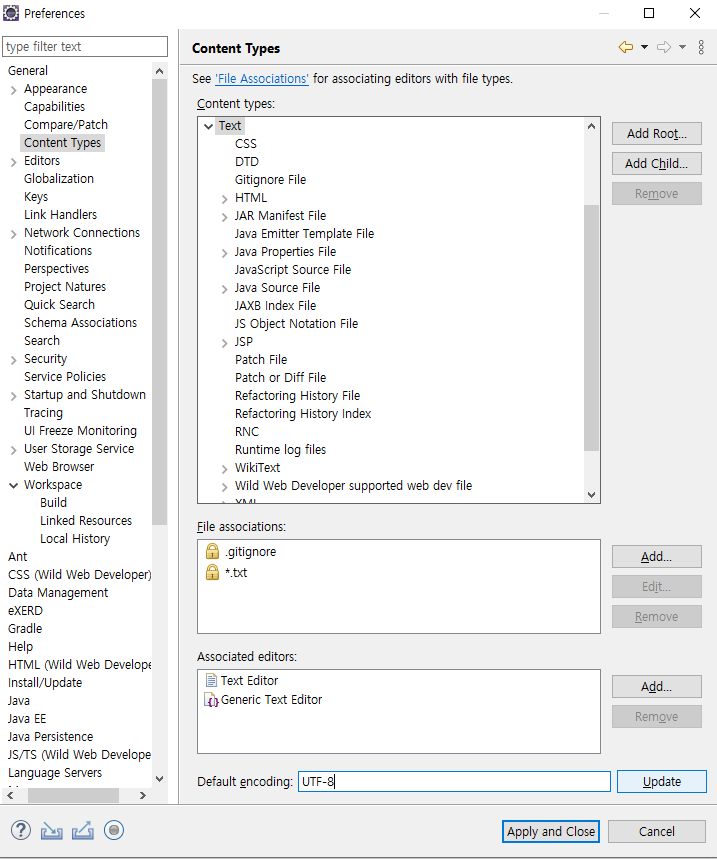 Preferences
type filter text
General
Appearance
Capabilities
Compare/Patch
Content Types
Editors
Globalization
Keys
Link Handlers
Network Connections
Notifications
Perspectives
Project Natures
Quick Search
Schema Associations
Search
Security
Service Policies
Startup and Shutdown
Tracing
UI Freeze Monitoring
User Storage Service
Web Browser
Workspace
Build
Linked Resources
Local History
Ant
CSS (Wild Web Developer)
Data Management
eXERD
Gradle
Help
HTML (Wild Web Develope
Install/Update
Java
Java EE
Java Persistence
JS/TS (Wild Web Develope
Language Servers
Content Types
See 'File Associations' for associating editors with file types.
Content types:
Text
CSS
DTD
Gitignore File
HTML
JAR Manifest File
Java Emitter Template File
Java Properties File
JavaScript Source File
Java Source File
JAXB Index File
JS Object Notation File
JSP
Patch File
Patch or Diff File
Refactoring History File
Refactoring History Index
RNC
Runtime log files
WikiText
Wild Web Developer supported web dev file
XML
Add Root...
Add Child...
Remove
File associations:
.gitignore
*.txt
Add...
Edit...
Remove
Associated editors:
Text Editor
Generic Text Editor
Add...
Remove
Default encoding: UTF-8 Update
Apply and Close Cancel